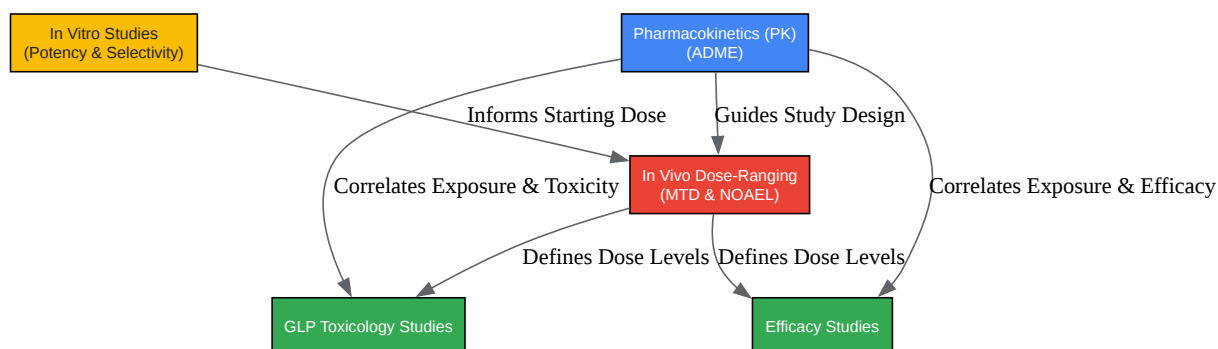 In Vitro Studies
(Potency & Selectivity)
Pharmacokinetics (PK)
(ADME)
Informs Starting Dose
Guides Study Design
In Vivo Dose-Ranging
(MTD & NOAEL)
Correlates Exposure & Toxicity
Correlates Exposure & Efficacy
Defines Dose Levels
Defines Dose Levels
GLP Toxicology Studies
Efficacy Studies